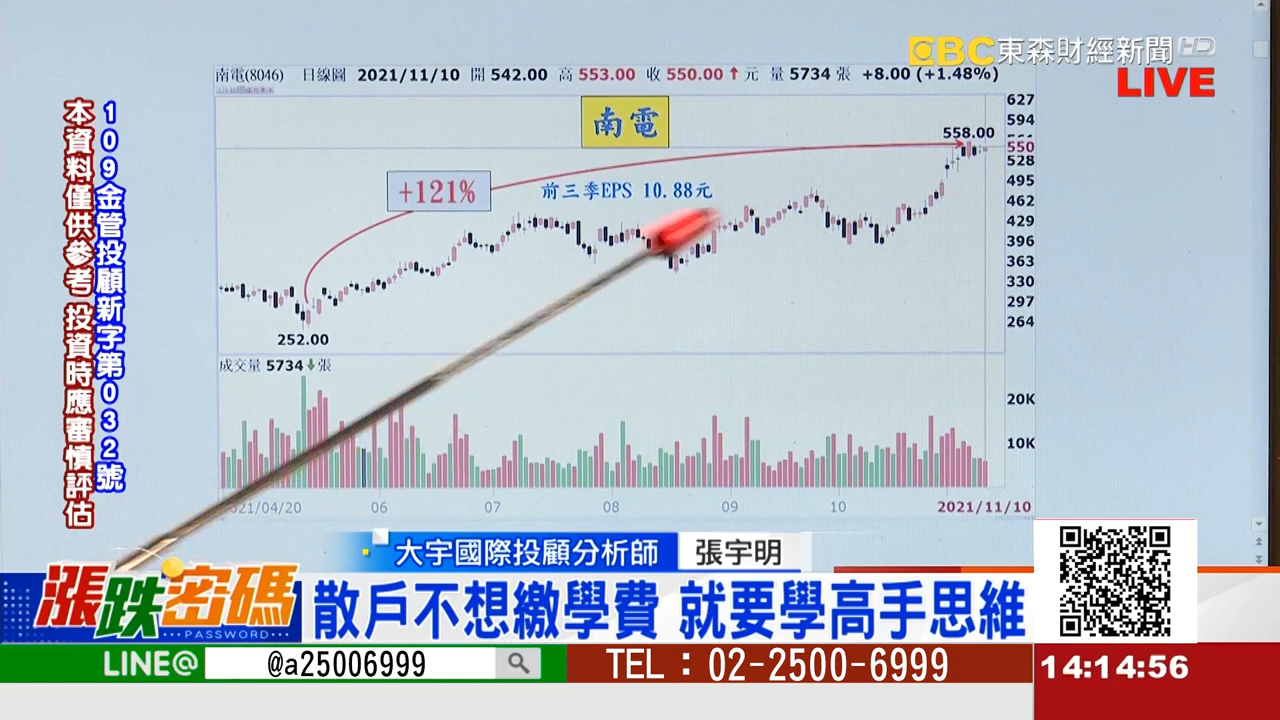 EBC 東森財經新聞 HD
LIVE
南電(8046) 日線圖 2021/11/10 開 542.00 高 553.00 收 550.00↑元 量 5734 張 +8.00 (+1.48%)
南電
+121%
前三季EPS 10.88元
558.00
252.00
627
594
550
528
495
462
429
396
363
330
297
264
成交量 5734↓張
20K
10K
2021/04/20 06 07 08 09 10 2021/11/10
109金管投顧新字第032號
本資料僅供參考 投資時應審慎評估
大宇國際投顧分析師 張宇明
漲跌密碼
PASSWORD
散戶不想繳學費 就要學高手思維
LINE@ @a25006999
TEL：02-2500-6999
14:14:56